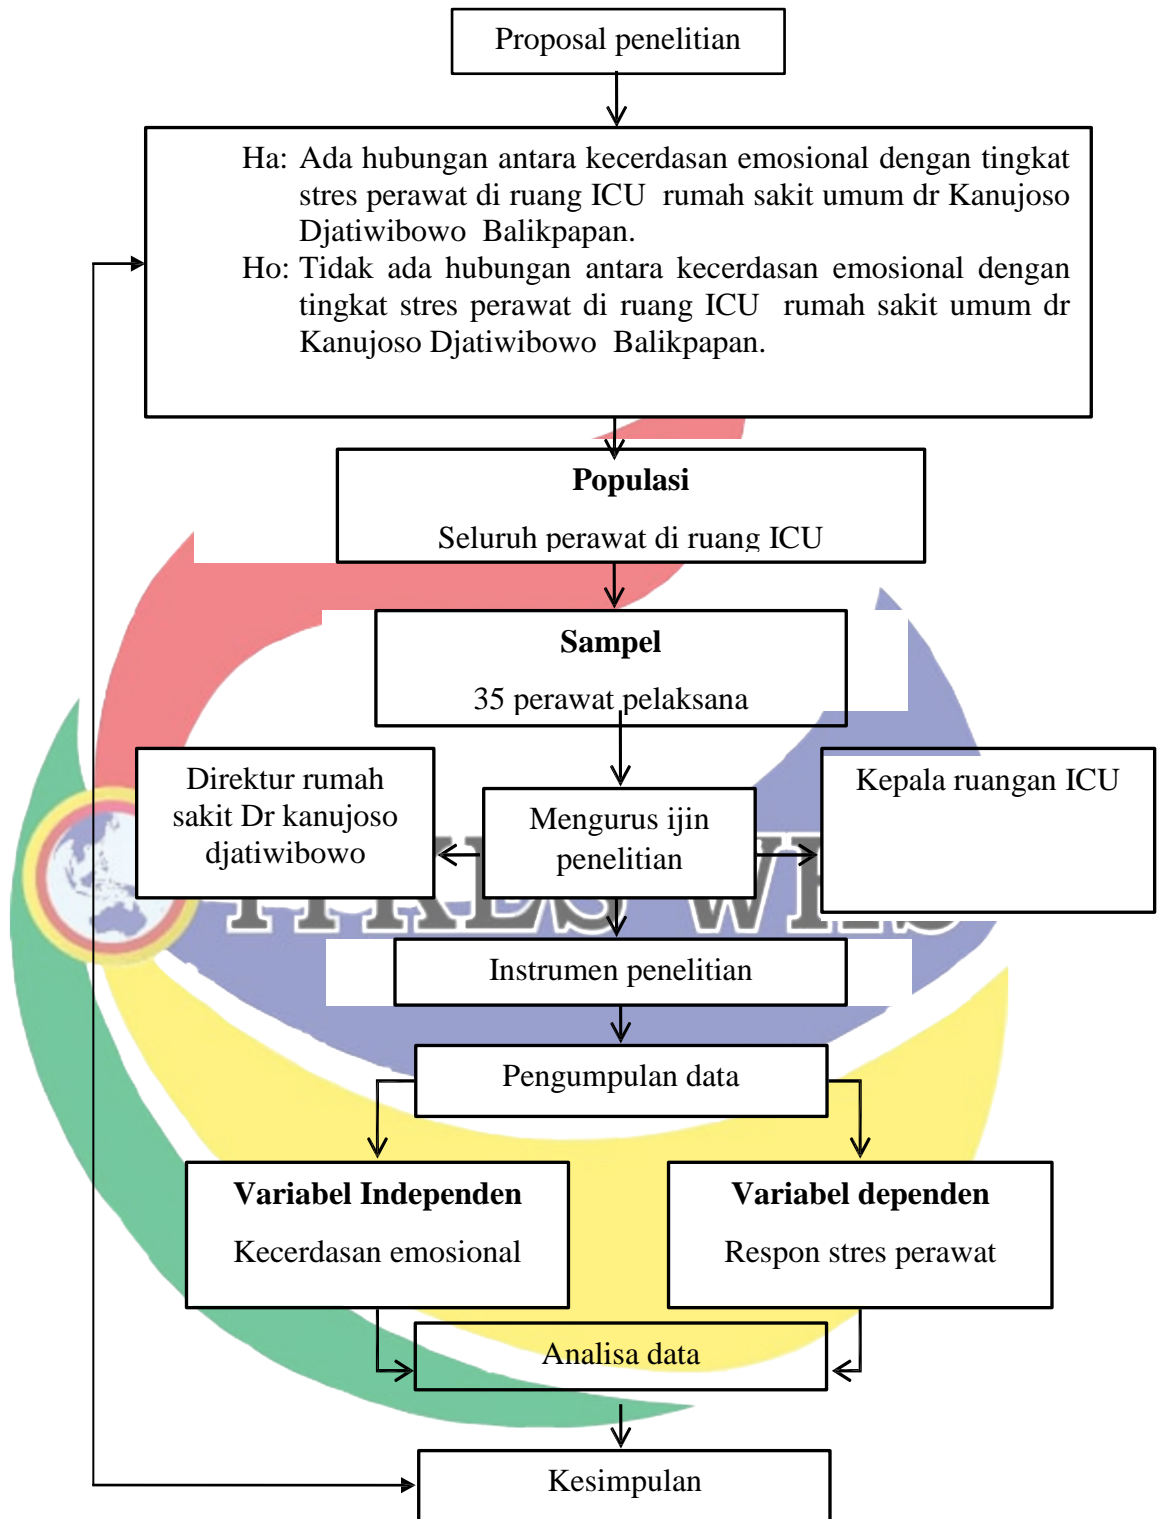 Proposal penelitian
Ha: Ada hubungan antara kecerdasan emosional dengan tingkat
stres perawat di ruang ICU rumah sakit umum dr Kanujoso
Djatiwibowo Balikpapan.
Ho: Tidak ada hubungan antara kecerdasan emosional dengan
tingkat stres perawat di ruang ICU rumah sakit umum dr
Kanujoso Djatiwibowo Balikpapan.
Populasi
Seluruh perawat di ruang ICU
Sampel
35 perawat pelaksana
Direktur rumah
sakit Dr kanujoso
djatiwibowo
Mengurus ijin
penelitian
Kepala ruangan ICU
Instrumen penelitian
Pengumpulan data
Variabel Independen
Kecerdasan emosional
Variabel dependen
Respon stres perawat
Analisa data
Kesimpulan